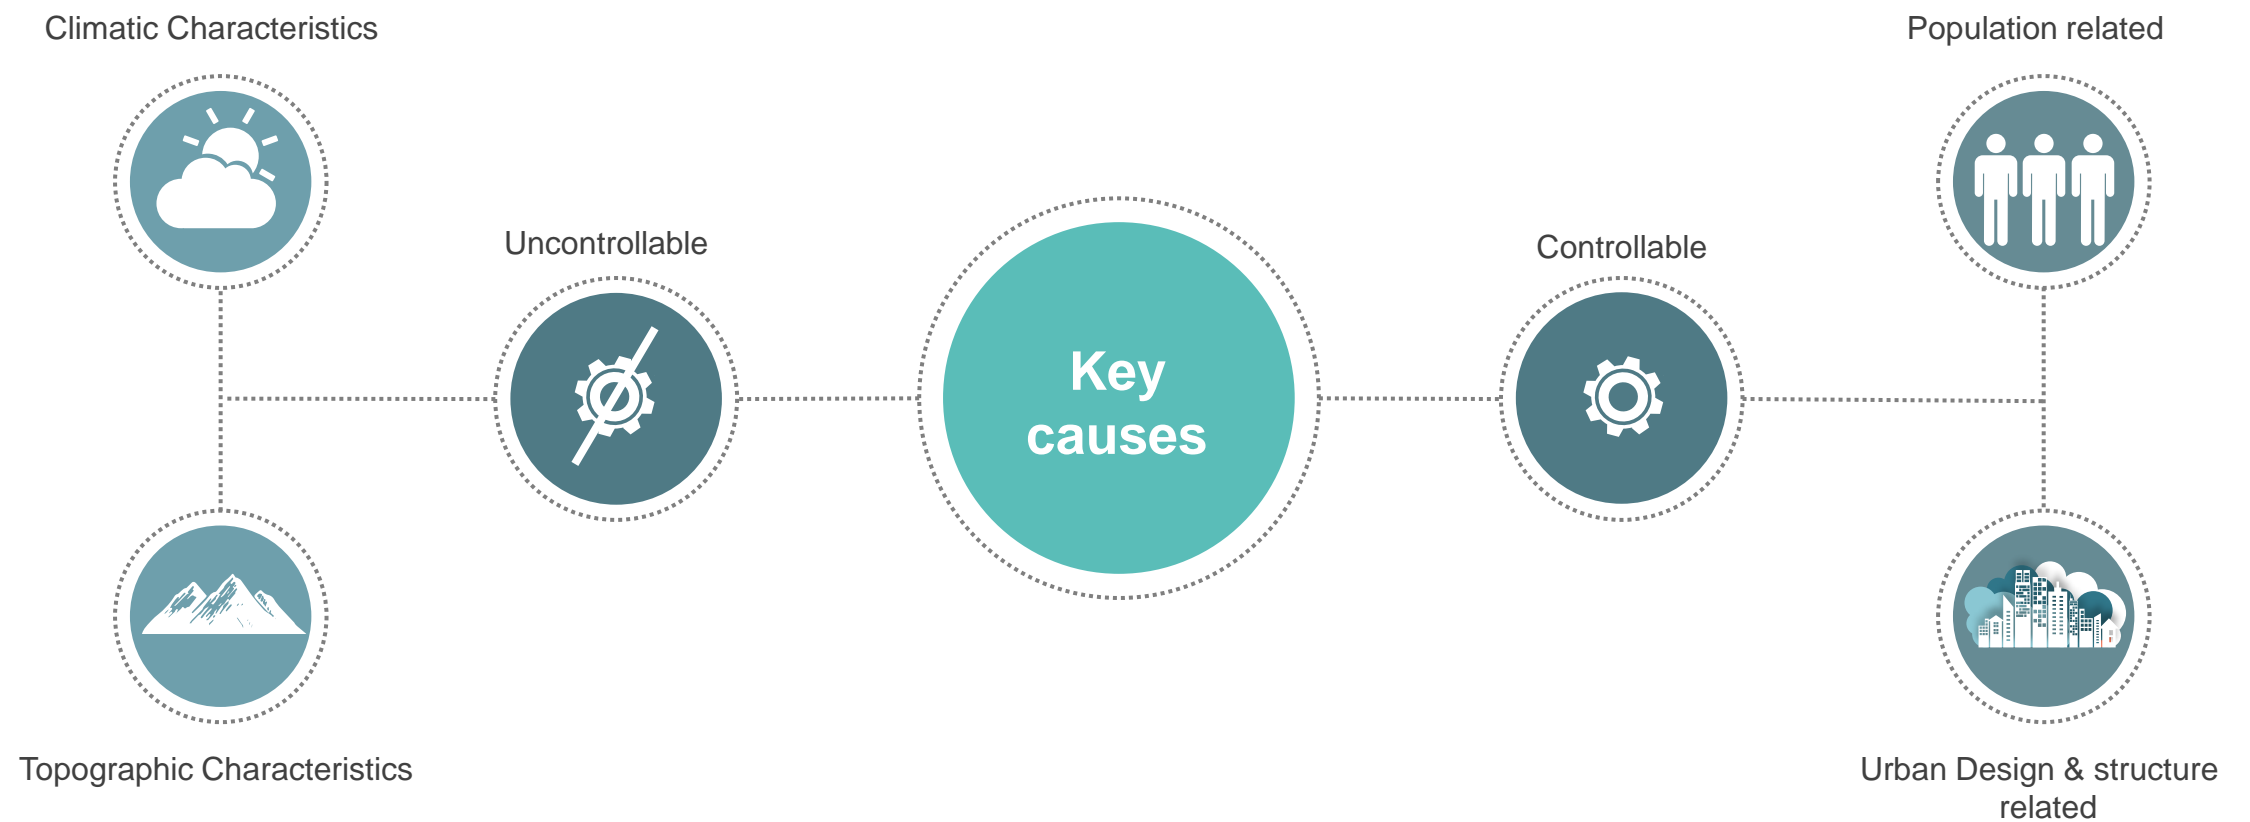 Climatic Characteristics
Population related
Uncontrollable
Controllable
Key
causes
Topographic Characteristics
Urban Design & structure
related